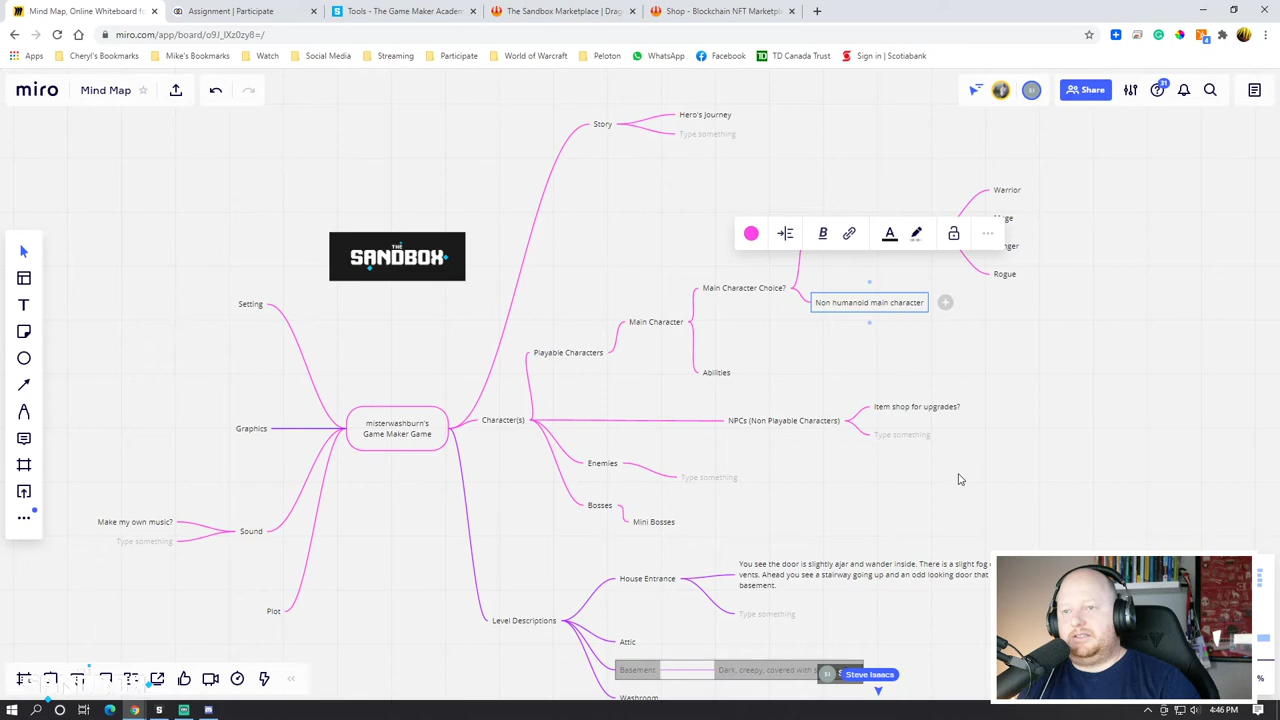 Mind Map, Online Whiteboard f
Assignment | Participate
Tools - The Game Maker Academ
The Sandbox Marketplace | Drag
Shop - Blockchain NFT Marketpl
miro.com/app/board/o9J_lXz0zy8=/
Apps
Cheryl's Bookmarks
Mike's Bookmarks
Watch
Social Media
Streaming
Participate
World of Warcraft
Peloton
WhatsApp
Facebook
TD Canada Trust
Sign in | Scotiabank
miro
Mind Map
Share
31
Story
Hero's Journey
Type something
Warrior
Rogue
THE
SANDBOX
Setting
Main Character Choice?
Non humanoid main character
Main Character
Playable Characters
Abilities
misterwashburn's
Game Maker Game
Graphics
Character(s)
NPCs (Non Playable Characters)
Item shop for upgrades?
Type something
Enemies
Type something
Bosses
Mini Bosses
Make my own music?
Type something
Sound
Plot
You see the door is slightly ajar and wander inside. There is a slight fog
vents. Ahead you see a stairway going up and an odd looking door that
basement.
House Entrance
Type something
Level Descriptions
Attic
Basement
Dark, creepy, covered with
Steve Isaacs
Washroom
%
4:46 PM